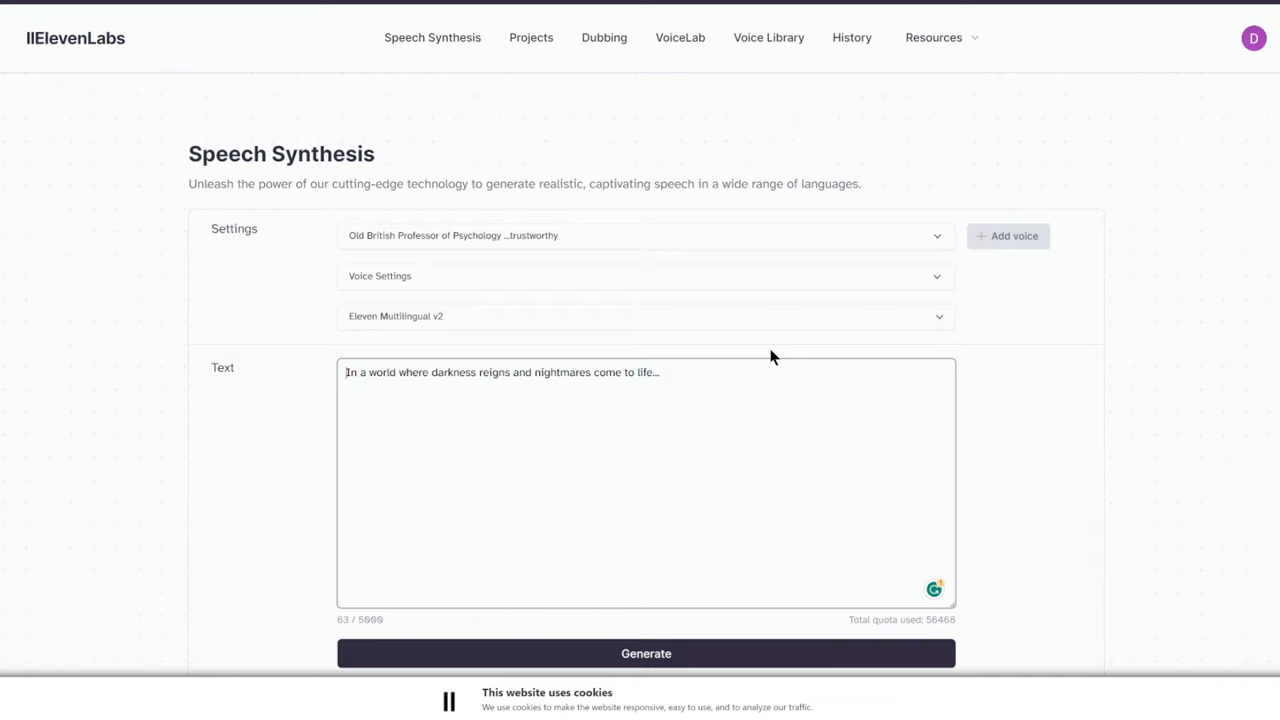 IIElevenLabs
Speech Synthesis
Projects
Dubbing
VoiceLab
Voice Library
History
Resources
D
Speech Synthesis
Unleash the power of our cutting-edge technology to generate realistic, captivating speech in a wide range of languages.
Settings
Old British Professor of Psychology ...trustworthy
+ Add voice
Voice Settings
Eleven Multilingual v2
Text
In a world where darkness reigns and nightmares come to life...
1
63 / 5000
Total quota used: 56468
Generate
This website uses cookies
We use cookies to make the website responsive, easy to use, and to analyze our traffic.